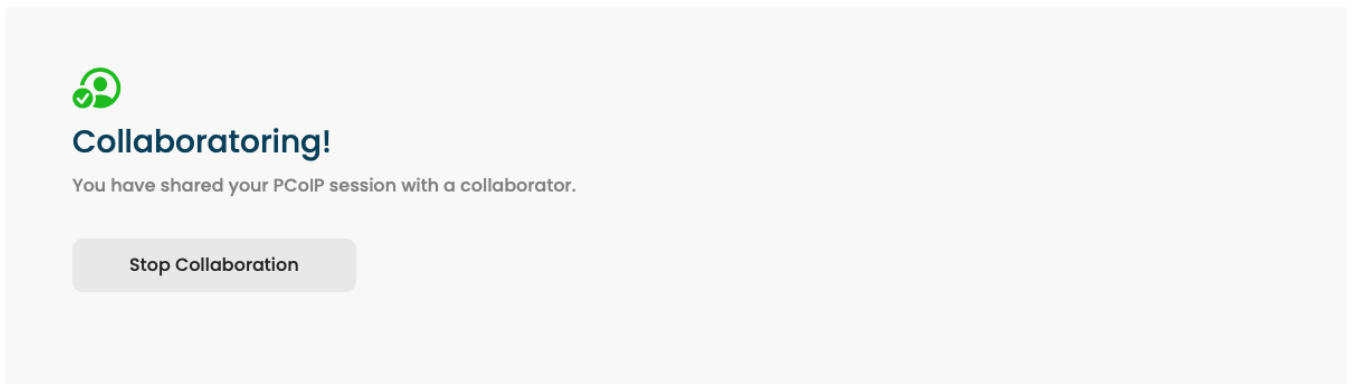 Collaboratoring!
You have shared your PCoIP session with a collaborator.
Stop Collaboration